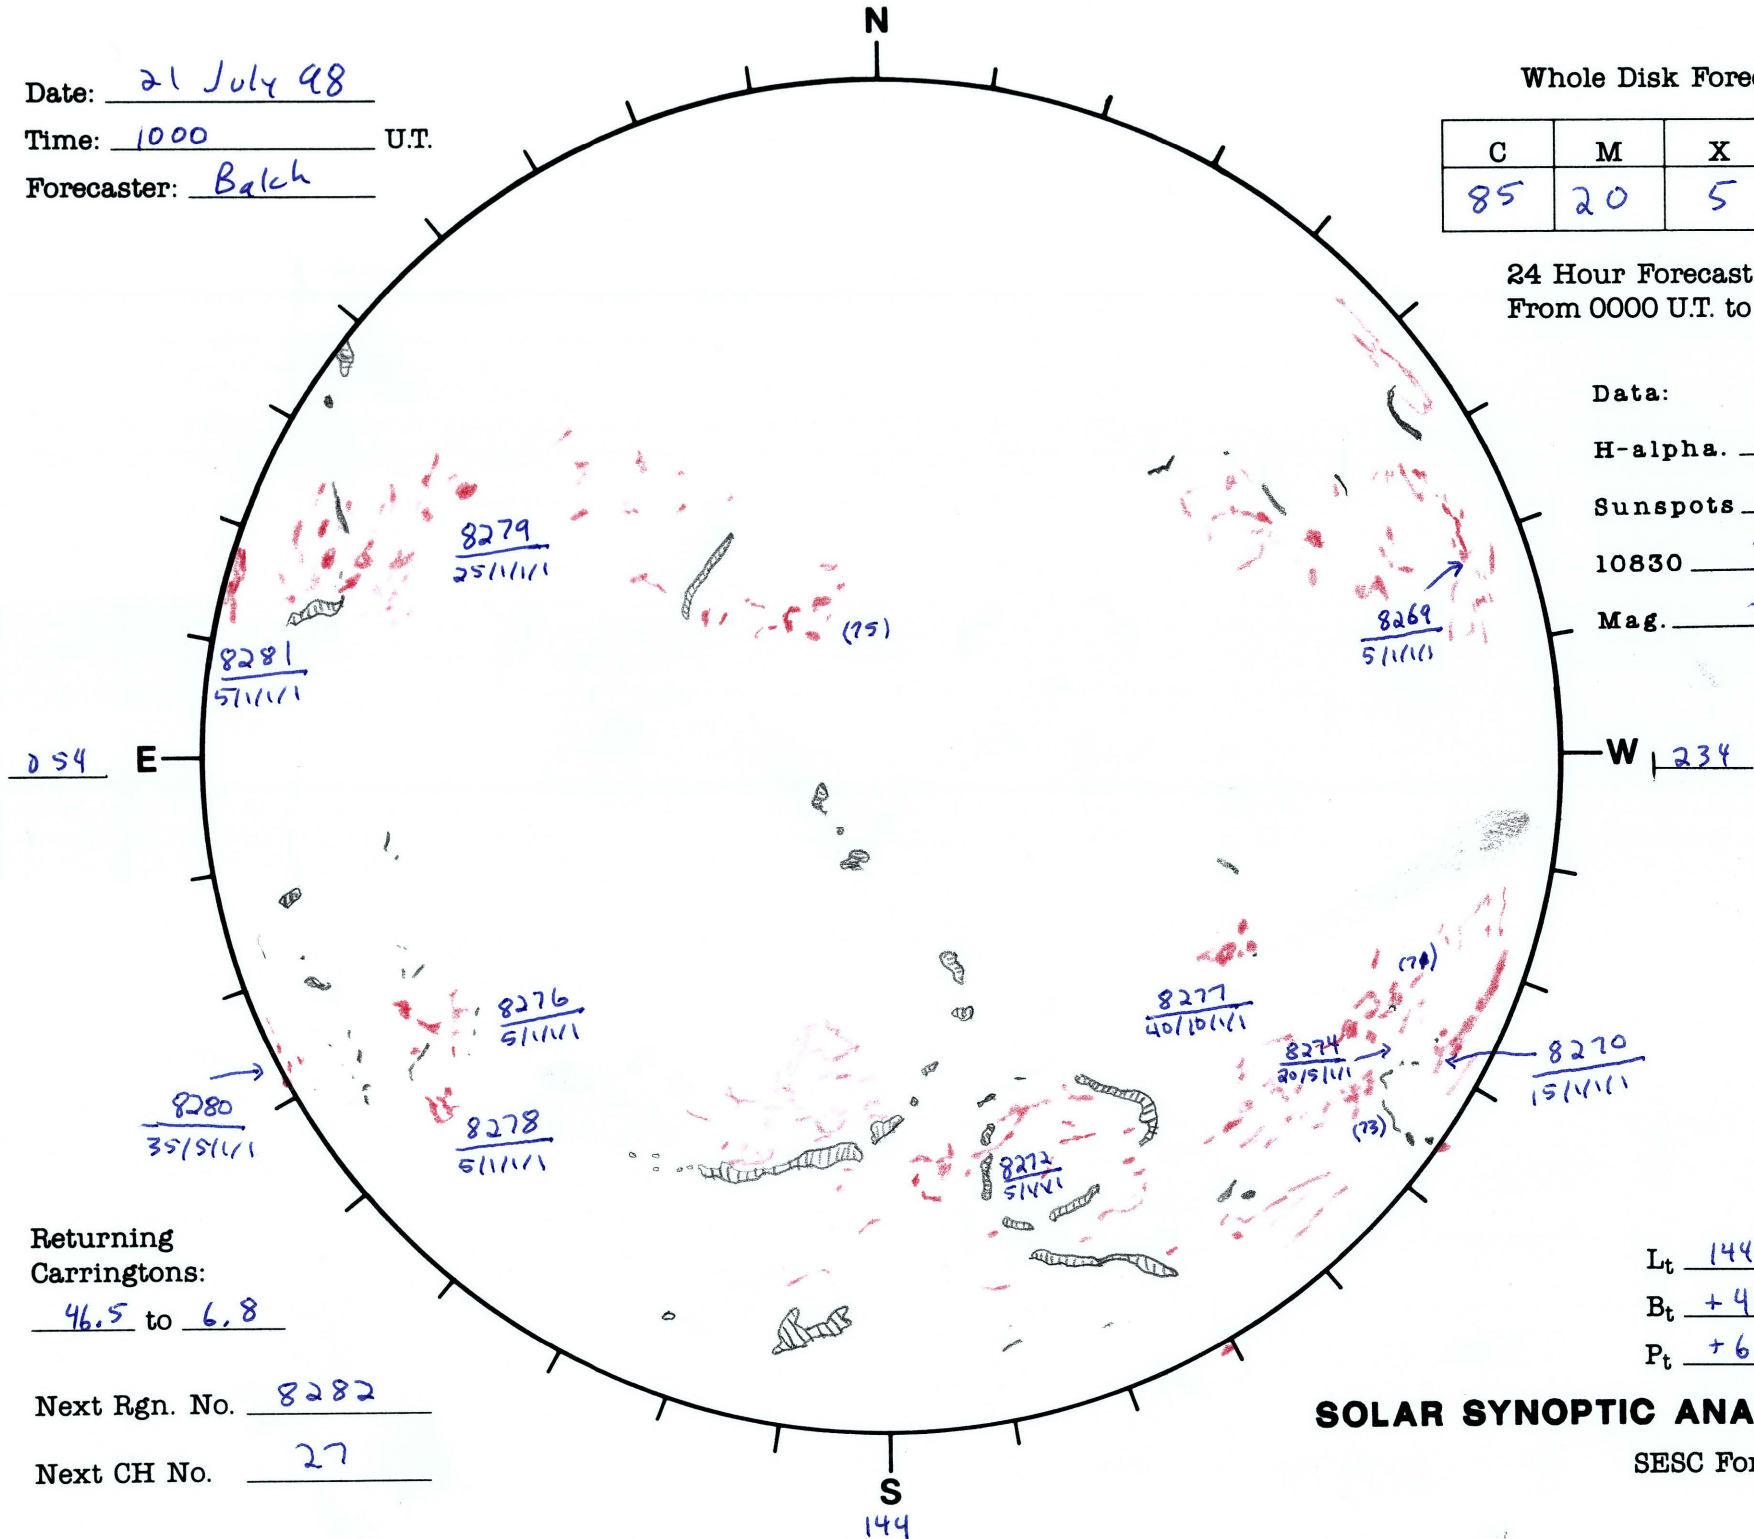 N
Date: 21 July 98
Time: 1000 U.T.
Forecaster: Balch
Whole Disk Fore
C M X
85 20 5
24 Hour Forecast
From 0000 U.T. to
Data:
H-alpha.
Sunspots
10830
Mag.
8279
25/1/1/1
(75)
8269
5/1/1/1
8281
5/1/1/1
054 E
W 234
(71)
8276
5/1/1/1
8277
40/10/1/1
8274
20/5/1/1
8270
15/1/1/1
8280
35/5/1/1
8278
5/1/1/1
(73)
8272
5/1/1/1
Returning
Carringtons:
46.5 to 6.8
Lt 144
Bt +4
Pt +6
Next Rgn. No. 8282
Next CH No. 27
SOLAR SYNOPTIC ANA
SESC For
S
144